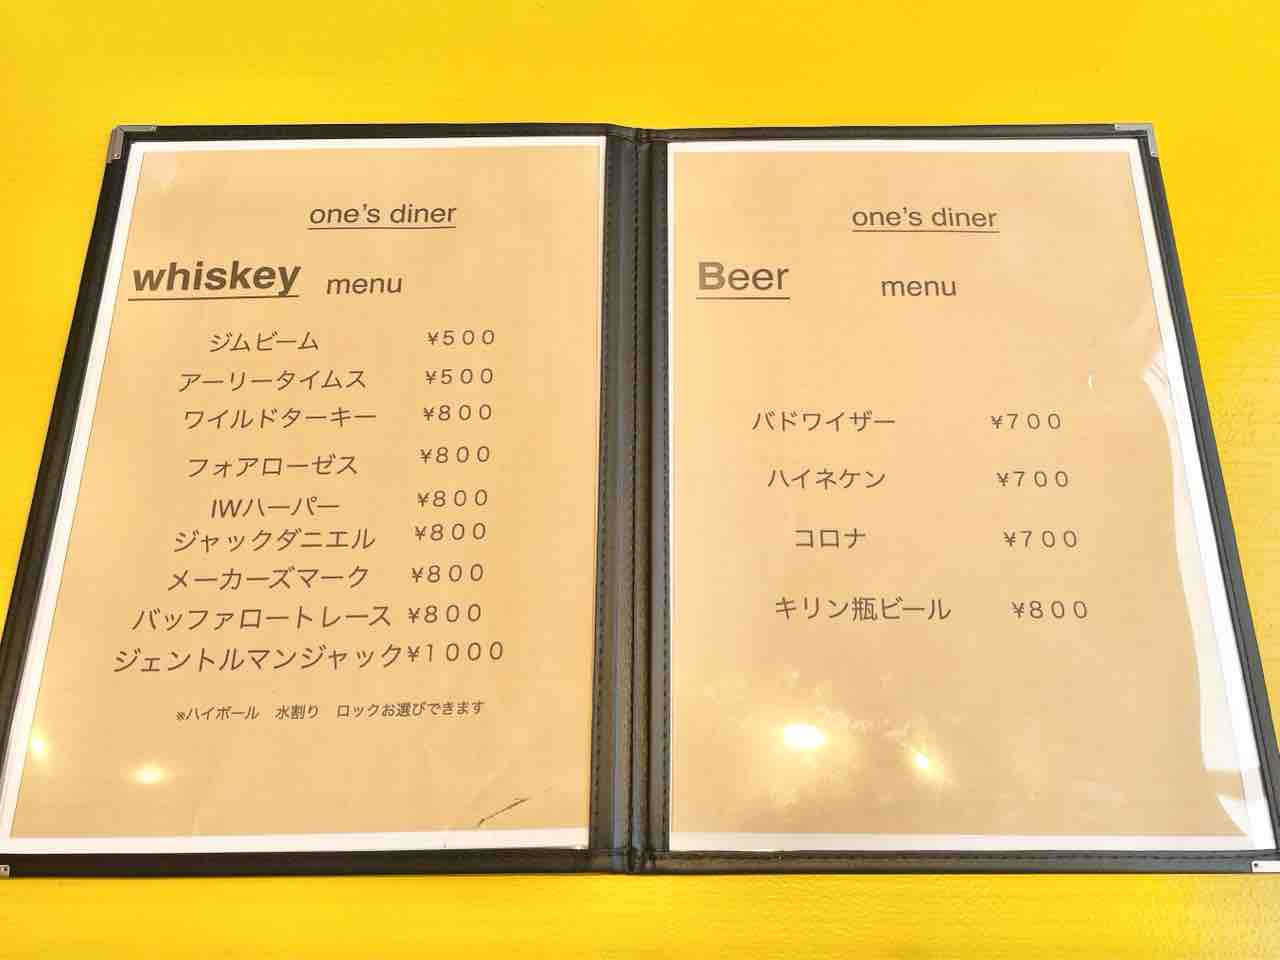 one's diner
whiskey menu
ジムビーム ¥500
アーリータイムス ¥500
ワイルドターキー ¥800
フォアローゼス ¥800
IWハーパー ¥800
ジャックダニエル ¥800
メーカーズマーク ¥800
バッファロートレース ¥800
ジェントルマンジャック ¥1000
※ハイボール 水割り ロックお選びできます
one's diner
Beer menu
バドワイザー ¥700
ハイネケン ¥700
コロナ ¥700
キリン瓶ビール ¥800